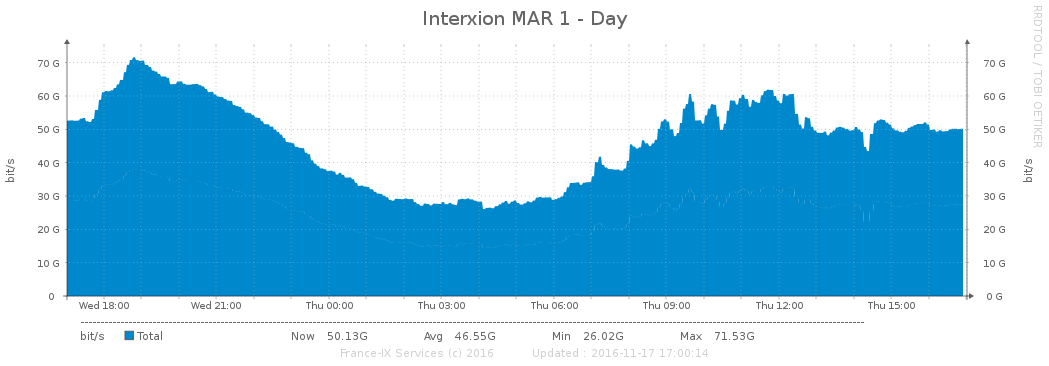 Interxion MAR 1 - Day
RRDTOOL / TOBI OETIKER
70 G 70 G
60 G 60 G
50 G 50 G
40 G 40 G
30 G 30 G
20 G 20 G
10 G 10 G
0 0 G
bit/s
bit/s
Wed 18:00 Wed 21:00 Thu 00:00 Thu 03:00 Thu 06:00 Thu 09:00 Thu 12:00 Thu 15:00
bit/s Total Now 50.13G Avg 46.55G Min 26.02G Max 71.53G
France-IX Services (c) 2016 Updated : 2016-11-17 17:00:14